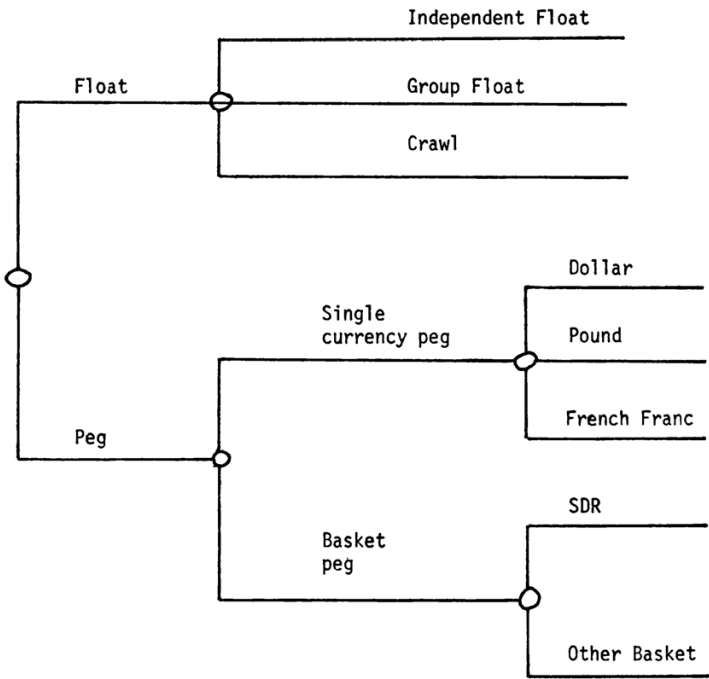 Independent Float
Float
Group Float
Crawl
Dollar
Single
currency peg
Pound
French Franc
Peg
SDR
Basket
peg
Other Basket